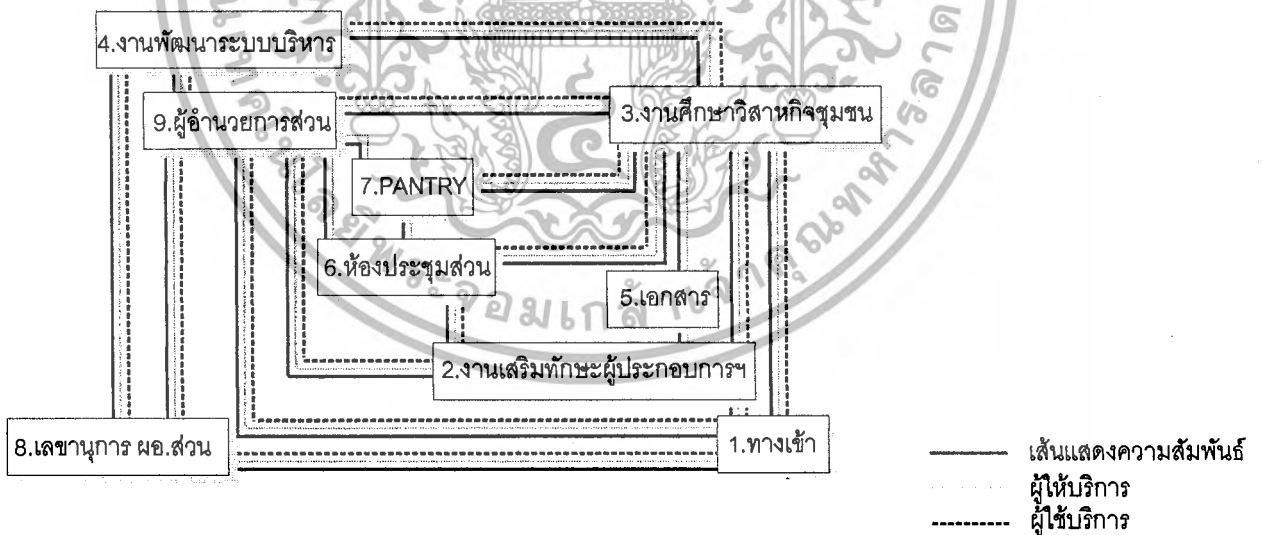 4.งานพัฒนาระบบบริหาร
9.ผู้อำนวยการส่วน
3.งานศึกษาวิสาหกิจชุมชน
7.PANTRY
6.ห้องประชุมส่วน
5.เอกสาร
2.งานเสริมทักษะผู้ประกอบการฯ
8.เลขานุการ ผอ.ส่วน
1.ทางเข้า
เส้นแสดงความสัมพันธ์
ผู้ให้บริการ
ผู้ใช้บริการ